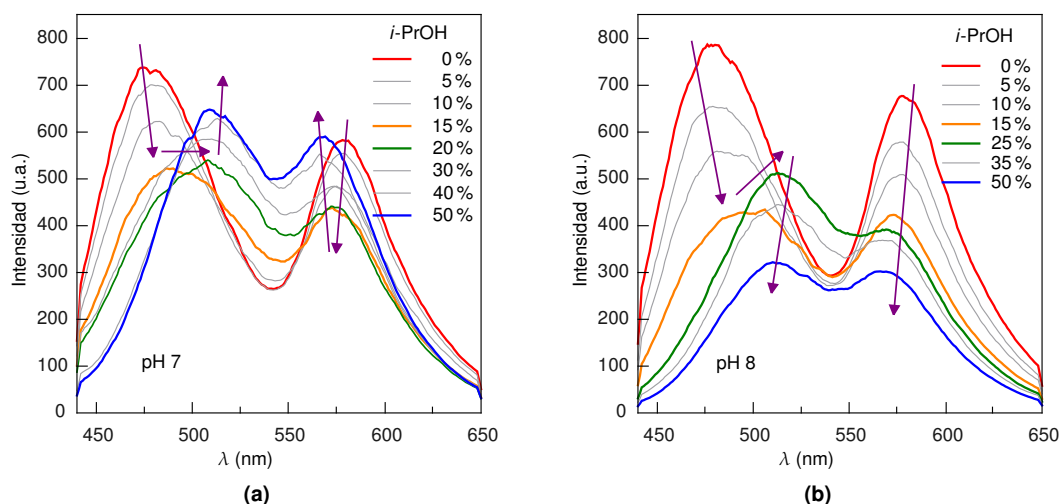 Intensidad (u.a.)
800
700
600
500
400
300
200
100
0
i-PrOH
0 %
5 %
10 %
15 %
20 %
30 %
40 %
50 %
pH 7
450 500 550 600 650
λ (nm)
(a)
Intensidad (a.u.)
800
700
600
500
400
300
200
100
0
i-PrOH
0 %
5 %
10 %
15 %
25 %
35 %
50 %
pH 8
450 500 550 600 650
λ (nm)
(b)